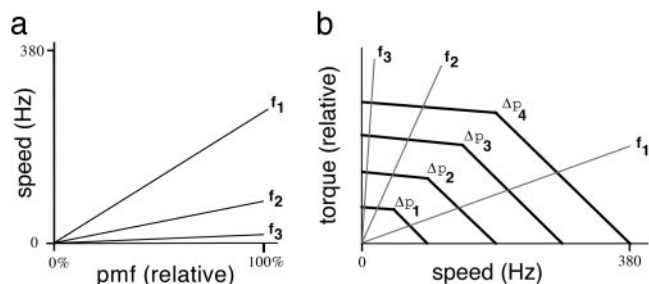 a
380
speed (Hz)
0
0%
100%
pmf (relative)
f1
f2
f3
b
torque (relative)
f3
f2
Δp4
Δp3
Δp2
Δp1
f1
0
380
speed (Hz)